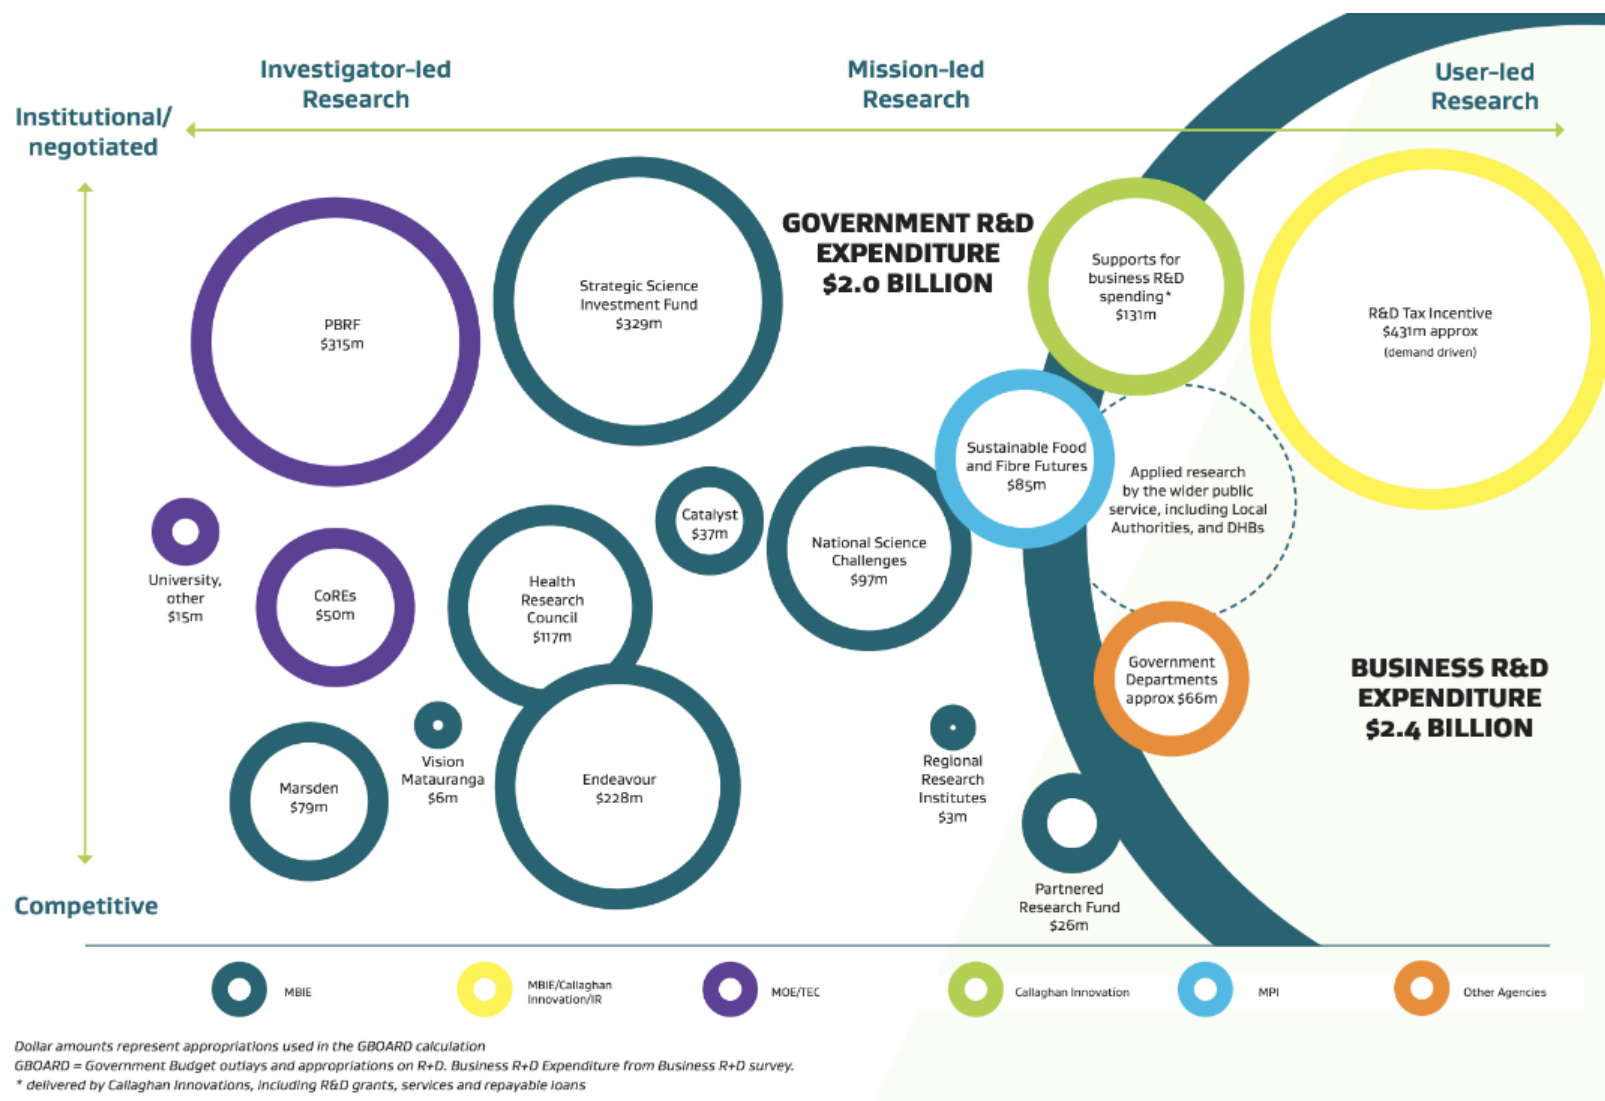 Investigator-led
Research
Mission-led
Research
User-led
Research
Institutional/
negotiated
GOVERNMENT R&D
EXPENDITURE
$2.0 BILLION
PBRF
$315m
Strategic Science
Investment Fund
$329m
Supports for
business R&D
spending*
$131m
R&D Tax Incentive
$431m approx
(demand driven)
Sustainable Food
and Fibre Futures
$85m
Applied research
by the wider public
service, including Local
Authorities, and DHBs
Catalyst
$37m
National Science
Challenges
$97m
University,
other
$15m
CoREs
$50m
Health
Research
Council
$117m
Government
Departments
approx $66m
BUSINESS R&D
EXPENDITURE
$2.4 BILLION
Marsden
$79m
Vision
Matauranga
$6m
Endeavour
$228m
Regional
Research
Institutes
$3m
Partnered
Research Fund
$26m
Competitive
MBIE
MBIE/Callaghan
Innovation/IR
MOE/TEC
Callaghan Innovation
MPI
Other Agencies
Dollar amounts represent appropriations used in the GBOARD calculation
GBOARD = Government Budget outlays and appropriations on R+D. Business R+D Expenditure from Business R+D survey.
* delivered by Callaghan Innovations, including R&D grants, services and repayable loans